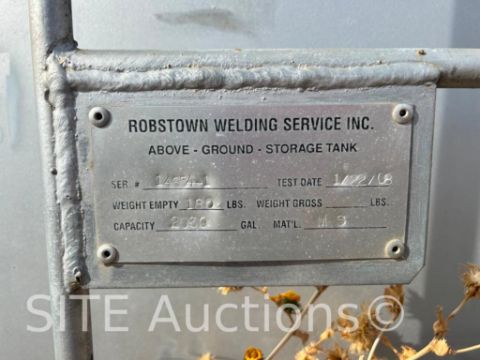 ROBSTOWN WELDING SERVICE INC.
ABOVE - GROUND - STORAGE TANK
SER. # TEST DATE
WEIGHT EMPTY LBS. WEIGHT GROSS LBS.
CAPACITY GAL. MAT'L. M S
SITE Auctions.com©